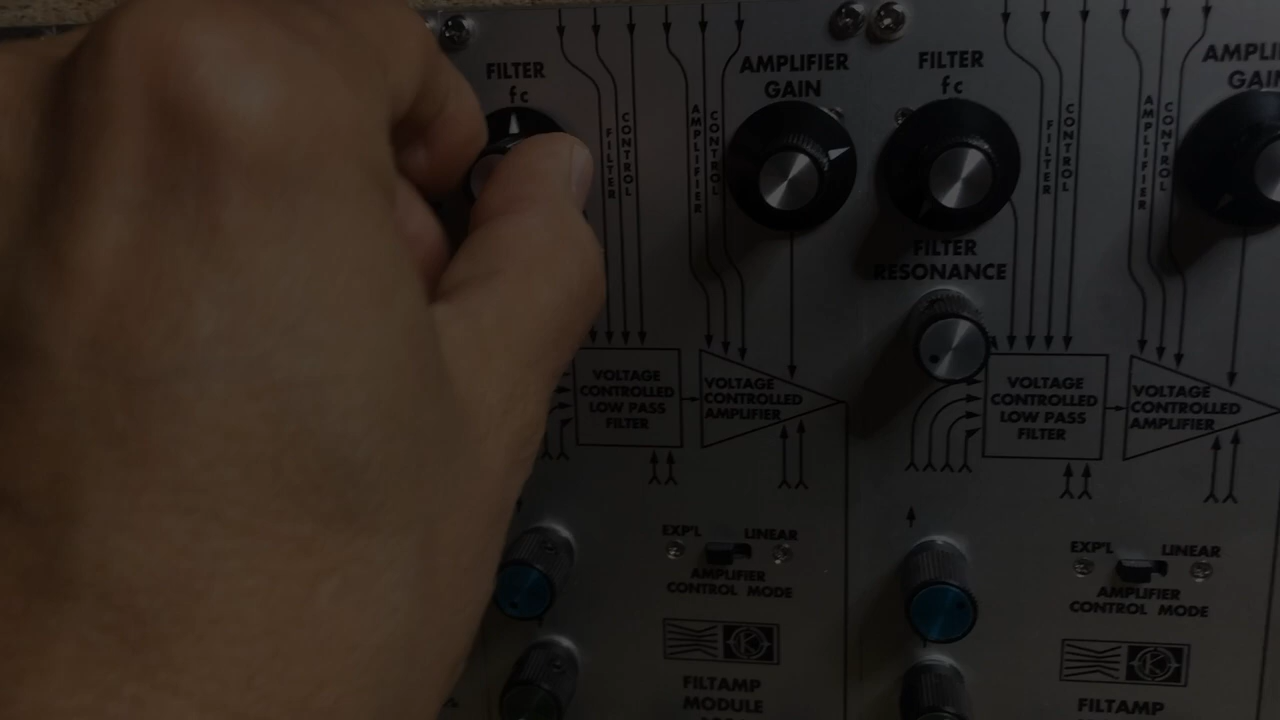 FILTER
fc
FILTER
CONTROL
AMPLIFIER
CONTROL
AMPLIFIER
GAIN
FILTER
fc
FILTER
CONTROL
AMPLIFIER
CONTROL
GAIN
FILTER
RESONANCE
VOLTAGE
CONTROLLED
LOW PASS
FILTER
VOLTAGE
CONTROLLED
AMPLIFIER
VOLTAGE
CONTROLLED
LOW PASS
FILTER
VOLTAGE
CONTROLLED
AMPLIFIER
EXP'L LINEAR
AMPLIFIER
CONTROL MODE
EXP'L LINEAR
AMPLIFIER
CONTROL MODE
K
K
FILTAMP
MODULE
FILTAMP